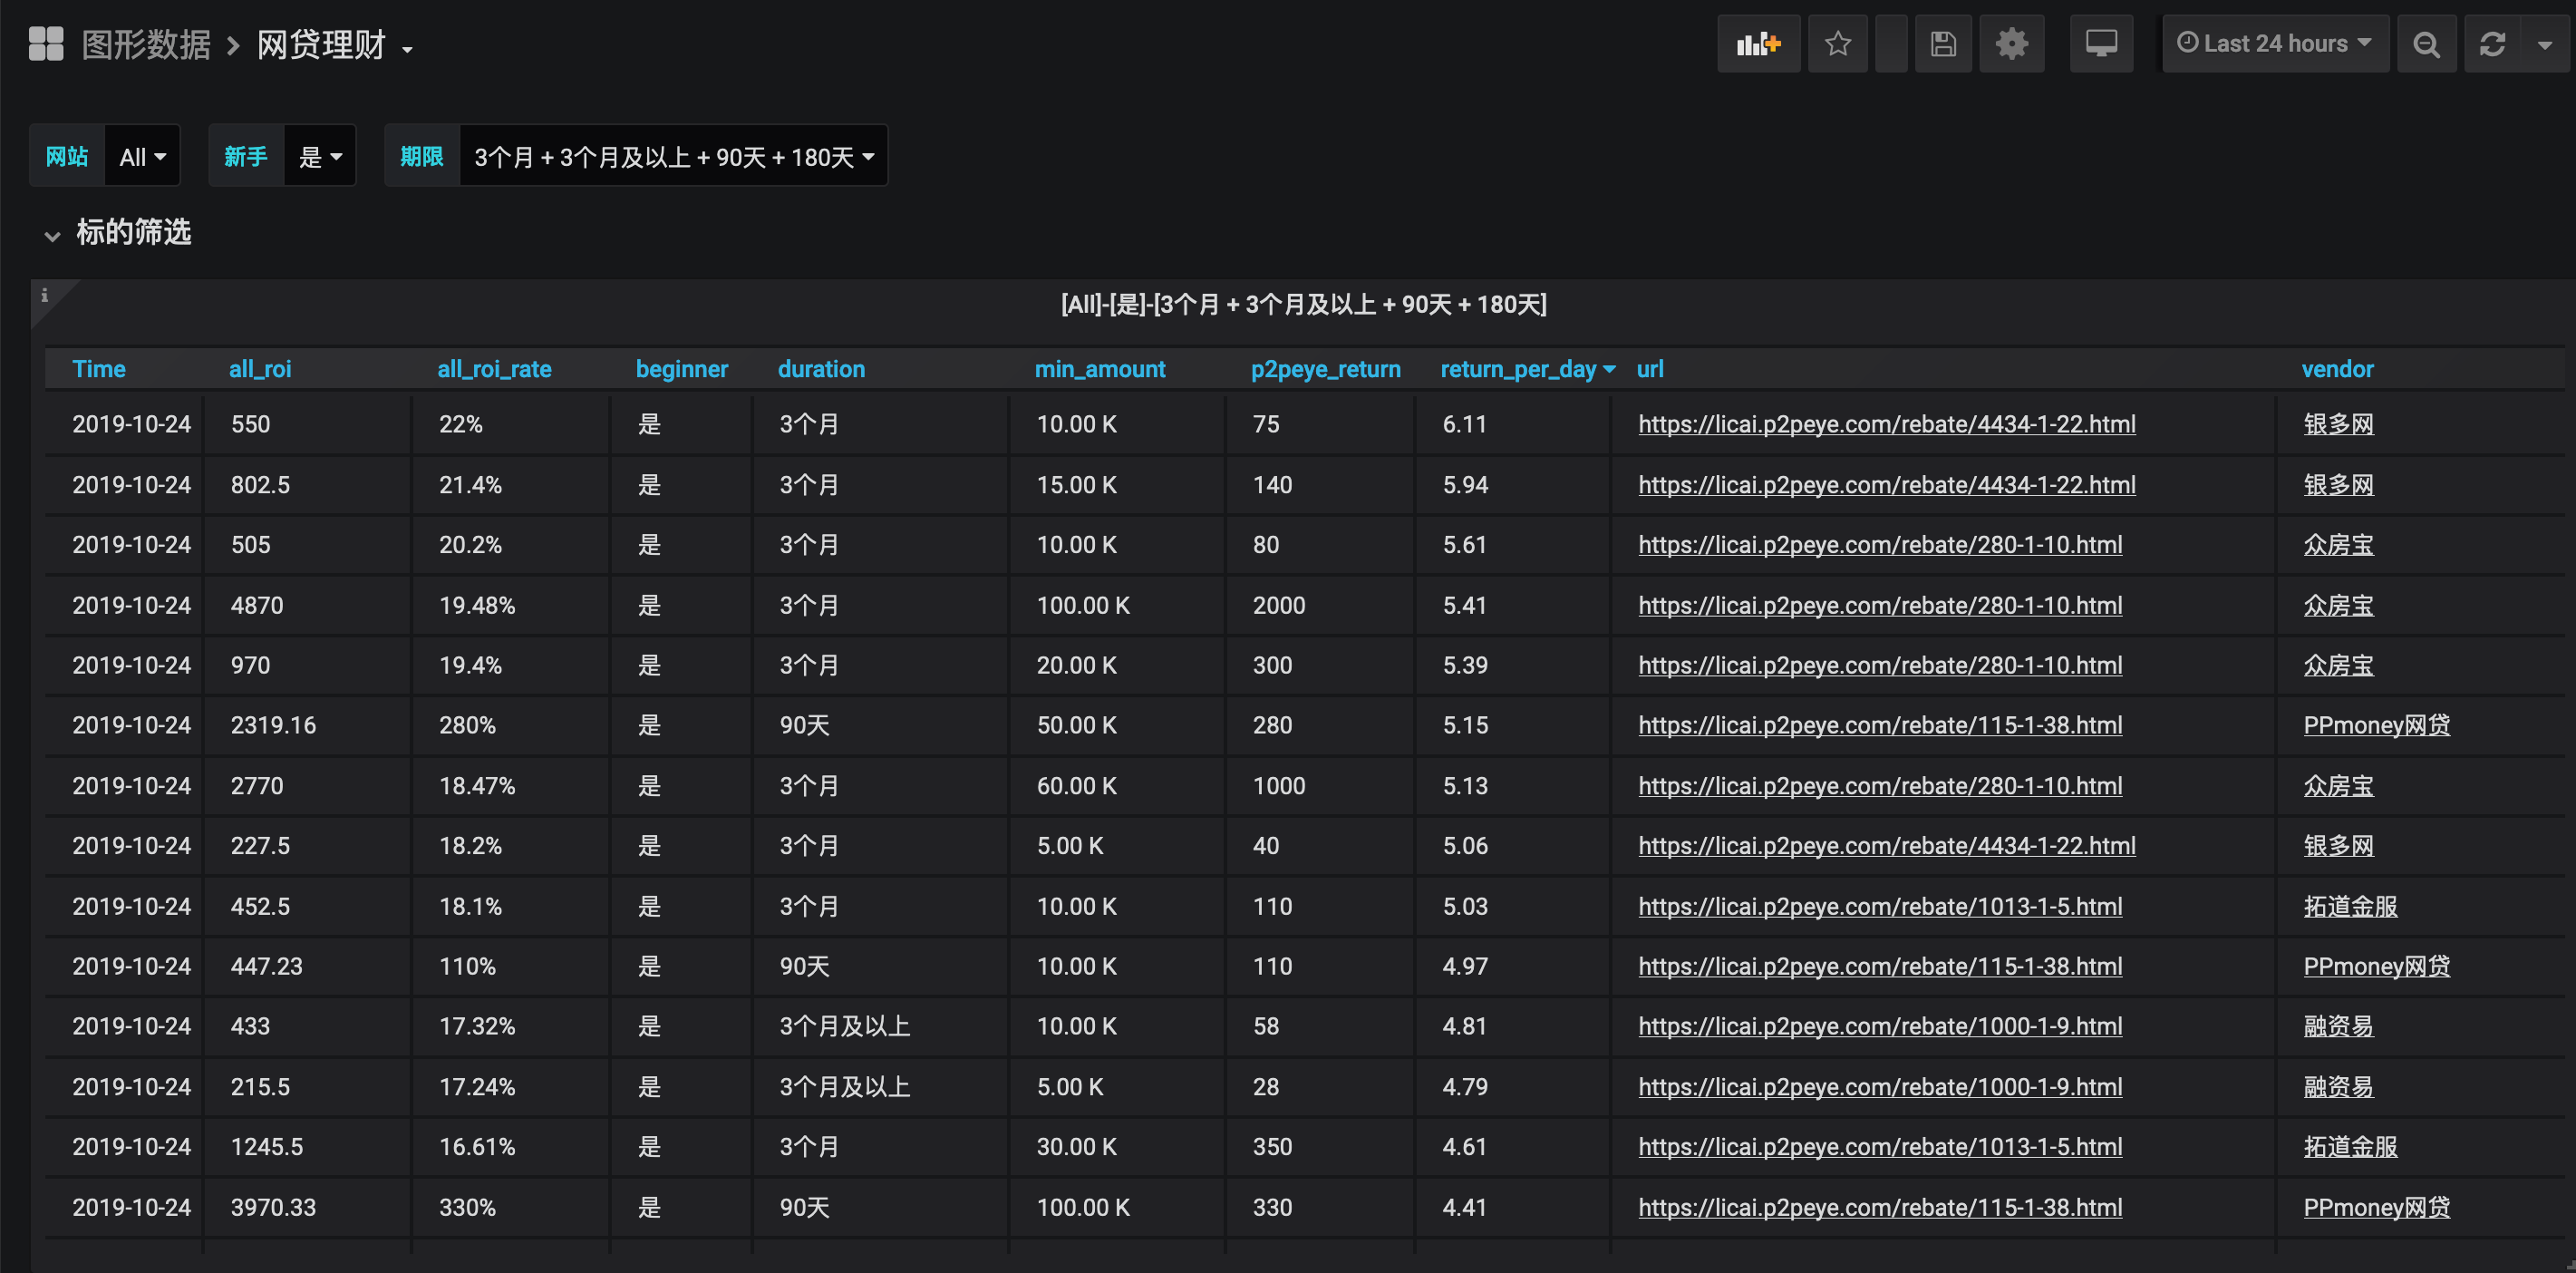 图形数据 > 网贷理财
Last 24 hours
网站 All 新手 是 期限 3个月 + 3个月及以上 + 90天 + 180天
标的筛选
i
[All]-[是]-[3个月 + 3个月及以上 + 90天 + 180天]
Time all_roi all_roi_rate beginner duration min_amount p2peye_return return_per_day url vendor
2019-10-24 550 22% 是 3个月 10.00 K 75 6.11 https://licai.p2peye.com/rebate/4434-1-22.html 银多网
2019-10-24 802.5 21.4% 是 3个月 15.00 K 140 5.94 https://licai.p2peye.com/rebate/4434-1-22.html 银多网
2019-10-24 505 20.2% 是 3个月 10.00 K 80 5.61 https://licai.p2peye.com/rebate/280-1-10.html 众房宝
2019-10-24 4870 19.48% 是 3个月 100.00 K 2000 5.41 https://licai.p2peye.com/rebate/280-1-10.html 众房宝
2019-10-24 970 19.4% 是 3个月 20.00 K 300 5.39 https://licai.p2peye.com/rebate/280-1-10.html 众房宝
2019-10-24 2319.16 280% 是 90天 50.00 K 280 5.15 https://licai.p2peye.com/rebate/115-1-38.html PPmoney网贷
2019-10-24 2770 18.47% 是 3个月 60.00 K 1000 5.13 https://licai.p2peye.com/rebate/280-1-10.html 众房宝
2019-10-24 227.5 18.2% 是 3个月 5.00 K 40 5.06 https://licai.p2peye.com/rebate/4434-1-22.html 银多网
2019-10-24 452.5 18.1% 是 3个月 10.00 K 110 5.03 https://licai.p2peye.com/rebate/1013-1-5.html 拓道金服
2019-10-24 447.23 110% 是 90天 10.00 K 110 4.97 https://licai.p2peye.com/rebate/115-1-38.html PPmoney网贷
2019-10-24 433 17.32% 是 3个月及以上 10.00 K 58 4.81 https://licai.p2peye.com/rebate/1000-1-9.html 融资易
2019-10-24 215.5 17.24% 是 3个月及以上 5.00 K 28 4.79 https://licai.p2peye.com/rebate/1000-1-9.html 融资易
2019-10-24 1245.5 16.61% 是 3个月 30.00 K 350 4.61 https://licai.p2peye.com/rebate/1013-1-5.html 拓道金服
2019-10-24 3970.33 330% 是 90天 100.00 K 330 4.41 https://licai.p2peye.com/rebate/115-1-38.html PPmoney网贷